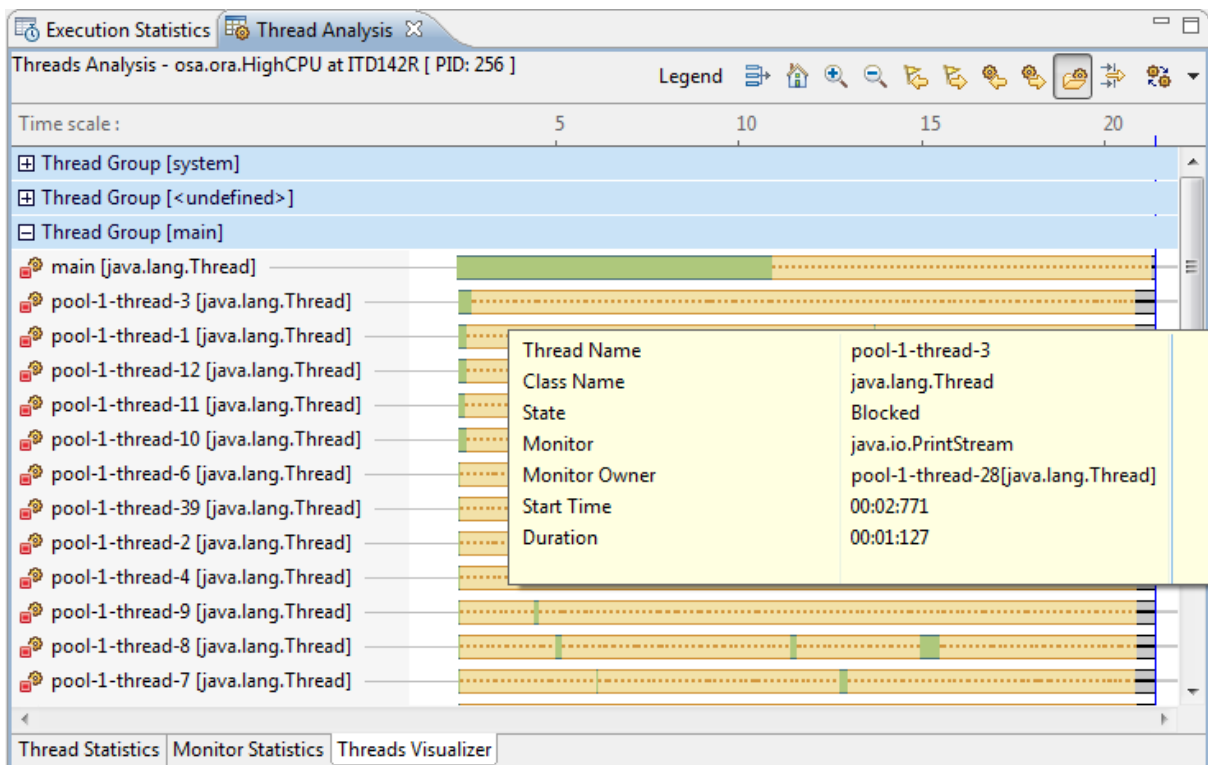 Execution Statistics Thread Analysis
Threads Analysis - osa.ora.HighCPU at ITD142R [ PID: 256 ]
Legend
Time scale : 5 10 15 20
Thread Group [system]
Thread Group [<undefined>]
Thread Group [main]
main [java.lang.Thread]
pool-1-thread-3 [java.lang.Thread]
pool-1-thread-1 [java.lang.Thread]
pool-1-thread-12 [java.lang.Thread]
pool-1-thread-11 [java.lang.Thread]
pool-1-thread-10 [java.lang.Thread]
pool-1-thread-6 [java.lang.Thread]
pool-1-thread-39 [java.lang.Thread]
pool-1-thread-2 [java.lang.Thread]
pool-1-thread-4 [java.lang.Thread]
pool-1-thread-9 [java.lang.Thread]
pool-1-thread-8 [java.lang.Thread]
pool-1-thread-7 [java.lang.Thread]
Thread Name pool-1-thread-3
Class Name java.lang.Thread
State Blocked
Monitor java.io.PrintStream
Monitor Owner pool-1-thread-28[java.lang.Thread]
Start Time 00:02:771
Duration 00:01:127
Thread Statistics Monitor Statistics Threads Visualizer